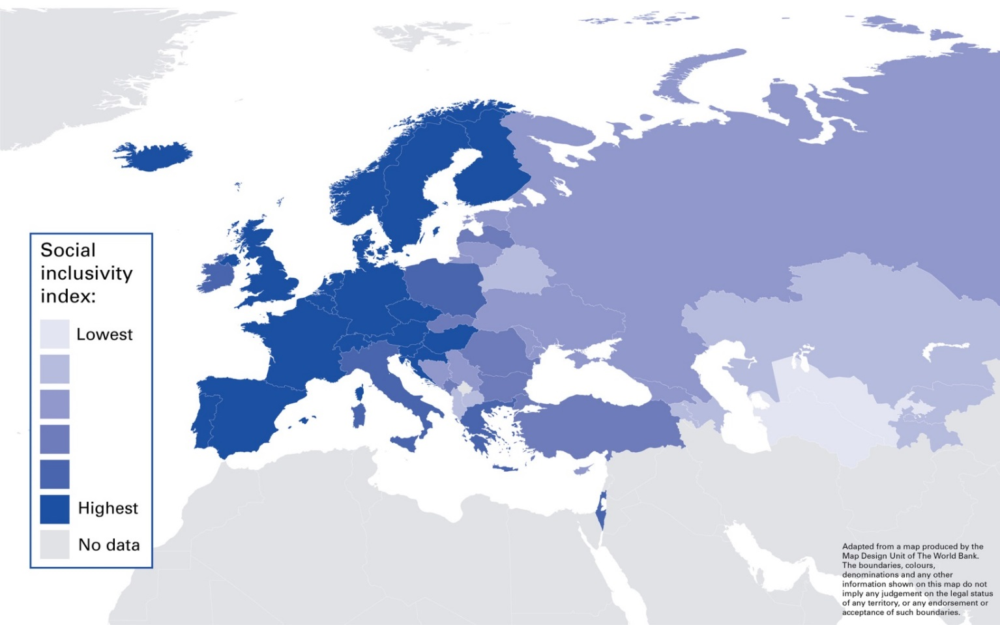 Social
inclusivity
index:
Lowest
Highest
No data
Adapted from a map produced by the
Map Design Unit of The World Bank.
The boundaries, colours,
denominations and any other
information shown on this map do not
imply any judgement on the legal status
of any territory, or any endorsement or
acceptance of such boundaries.